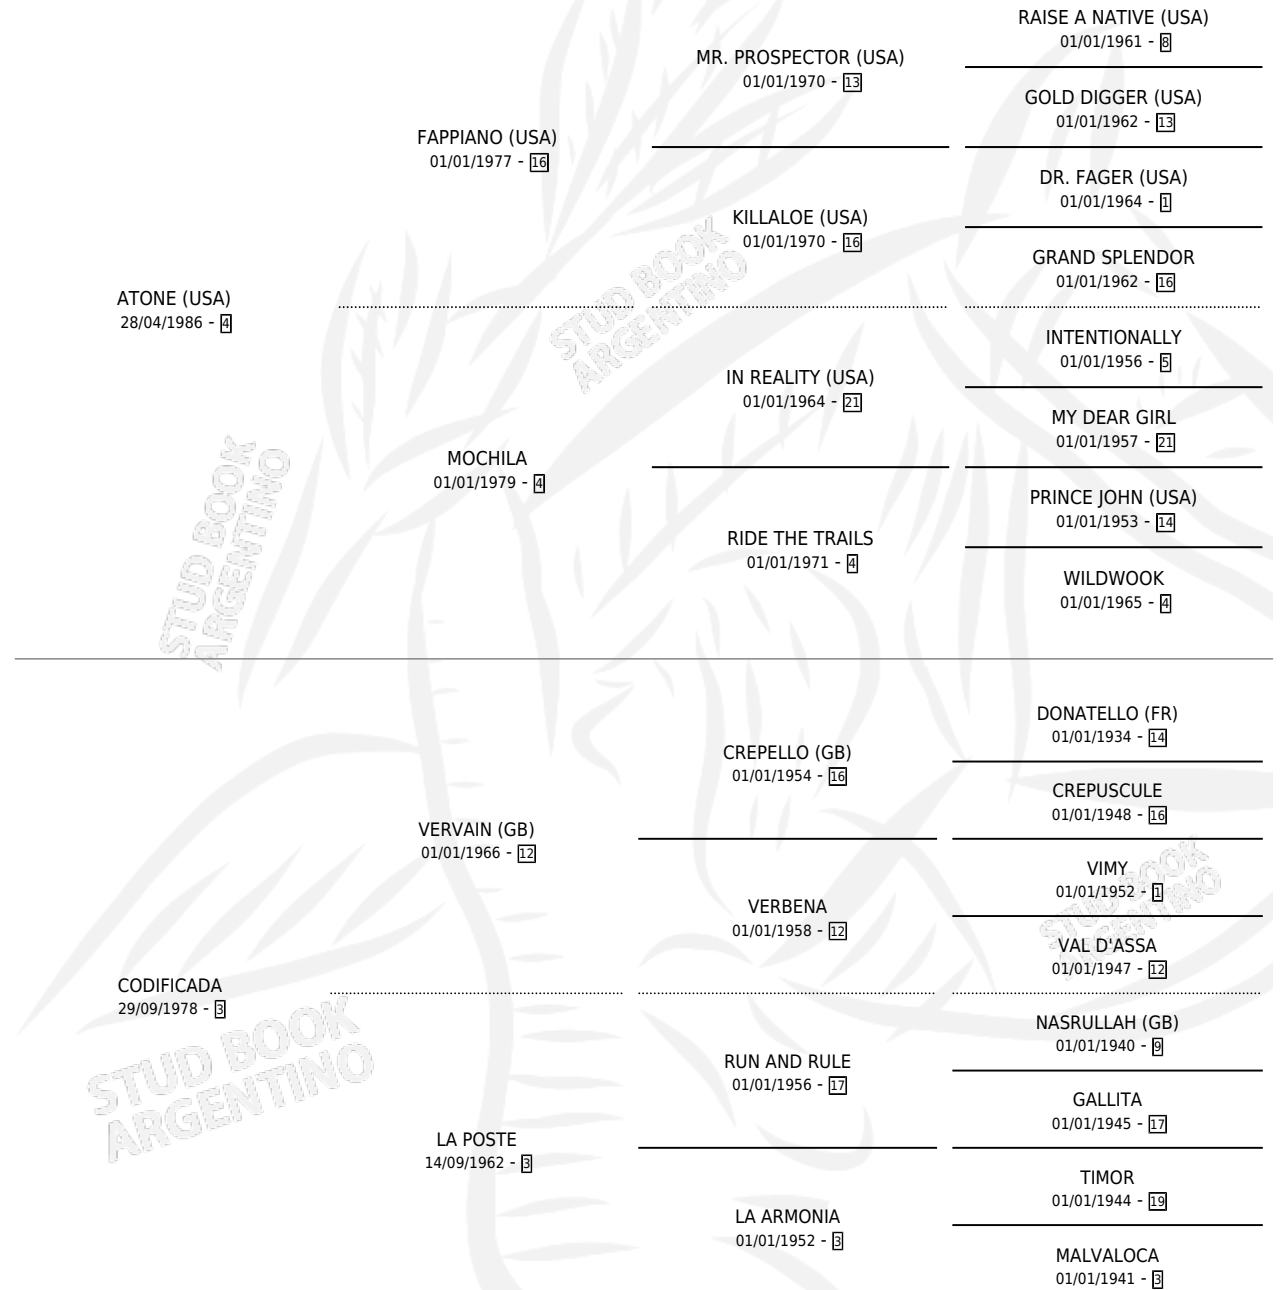 RAISE A NATIVE (USA)
01/01/1961 - 8
MR. PROSPECTOR (USA)
01/01/1970 - 13
GOLD DIGGER (USA)
01/01/1962 - 13
FAPPIANO (USA)
01/01/1977 - 16
DR. FAGER (USA)
01/01/1964 - 1
KILLALOE (USA)
01/01/1970 - 16
GRAND SPLENDOR
01/01/1962 - 16
ATONE (USA)
28/04/1986 - 4
STUD BOOK
ARGENTINO
INTENTIONALLY
01/01/1956 - 5
IN REALITY (USA)
01/01/1964 - 21
MY DEAR GIRL
01/01/1957 - 21
MOCHILA
01/01/1979 - 4
PRINCE JOHN (USA)
01/01/1953 - 14
RIDE THE TRAILS
01/01/1971 - 4
WILDWOOK
01/01/1965 - 4
STUD BOOK
ARGENTINO
DONATELLO (FR)
01/01/1934 - 14
CREPELLO (GB)
01/01/1954 - 16
CREPUSCULE
01/01/1948 - 16
VERVAIN (GB)
01/01/1966 - 12
VIMY
01/01/1952 - 1
VERBENA
01/01/1958 - 12
VAL D'ASSA
01/01/1947 - 12
STUD BOOK
ARGENTINO
CODIFICADA
29/09/1978 - 3
NASRULLAH (GB)
01/01/1940 - 9
RUN AND RULE
01/01/1956 - 17
GALLITA
01/01/1945 - 17
STUD BOOK
ARGENTINO
LA POSTE
14/09/1962 - 3
TIMOR
01/01/1944 - 19
LA ARMONIA
01/01/1952 - 3
MALVALOCA
01/01/1941 - 3